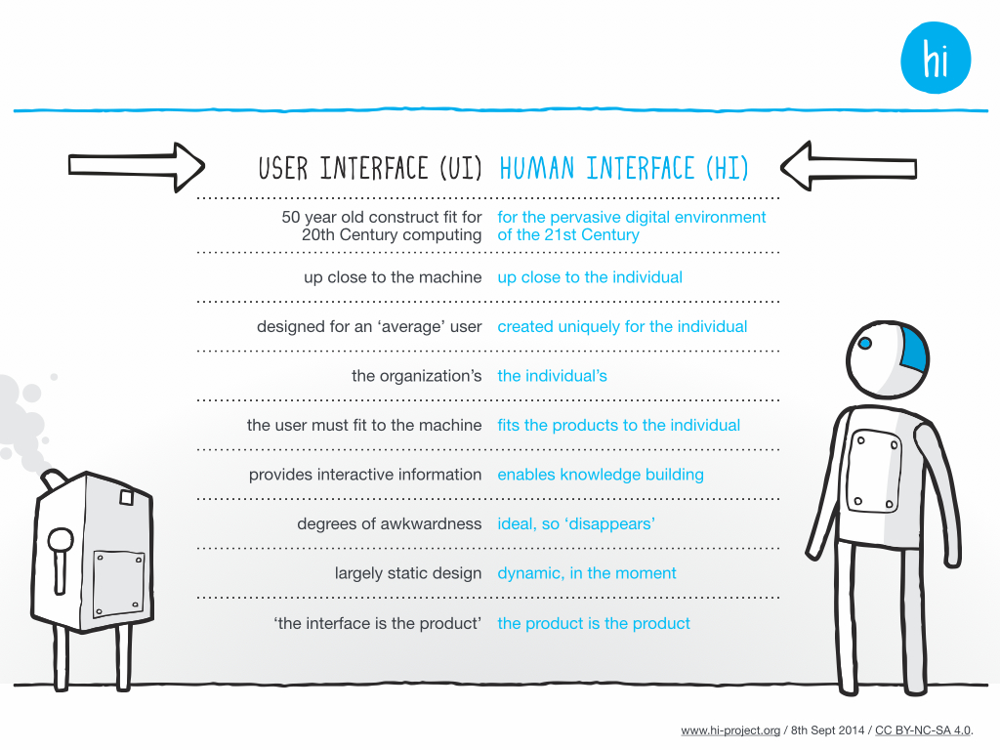 hi
USER INTERFACE (UI) HUMAN INTERFACE (HI)
50 year old construct fit for
20th Century computing
for the pervasive digital environment
of the 21st Century
up close to the machine
up close to the individual
designed for an ‘average’ user
created uniquely for the individual
the organization’s
the individual’s
the user must fit to the machine
fits the products to the individual
provides interactive information
enables knowledge building
degrees of awkwardness
ideal, so ‘disappears’
largely static design
dynamic, in the moment
‘the interface is the product’
the product is the product
www.hi-project.org / 8th Sept 2014 / CC BY-NC-SA 4.0.